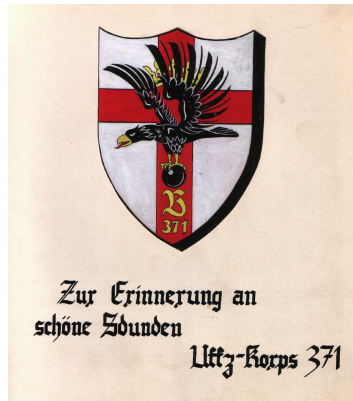 B
371
Zur Erinnerung an
schöne Sdunden
Uffz-Korps 371